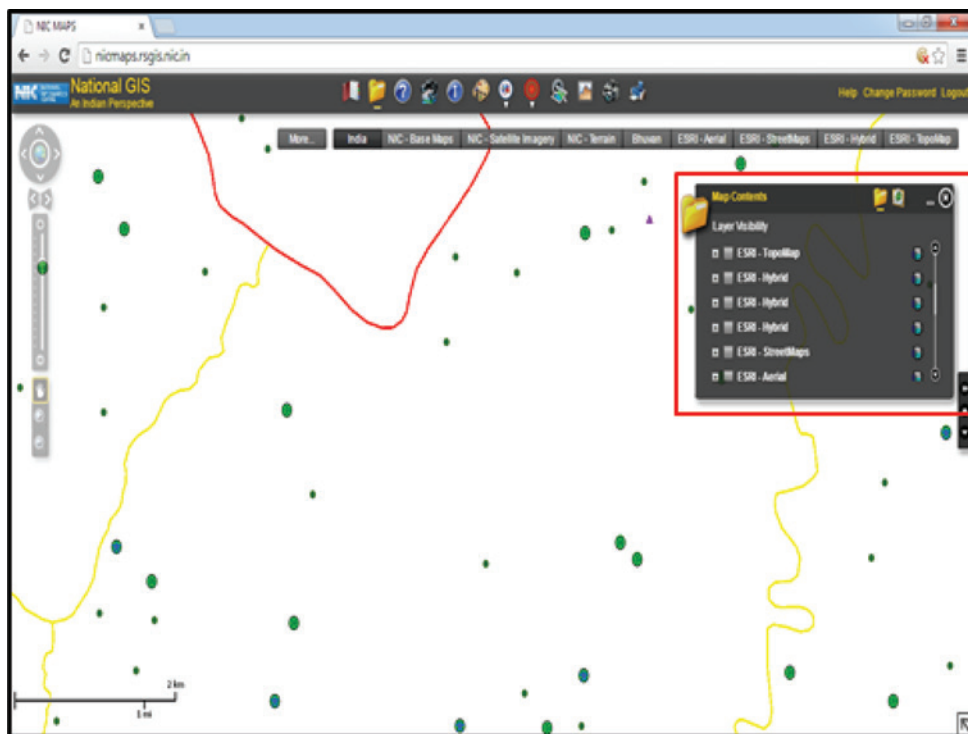 NIC MAPS
nicmaps.rsgis.nic.in
NIC
National GIS
An Indian Perspective
Help Change Password Logout
More... India NIC - Base Maps NIC - Satellite Imagery NIC - Terrain Bhuvan ESRI - Aerial ESRI - StreetMaps ESRI - Hybrid ESRI - TopoMap
Map Contents
Layer Visibility
ESRI - TopoMap
ESRI - Hybrid
ESRI - Hybrid
ESRI - Hybrid
ESRI - StreetMaps
ESRI - Aerial
2 km
1 mi